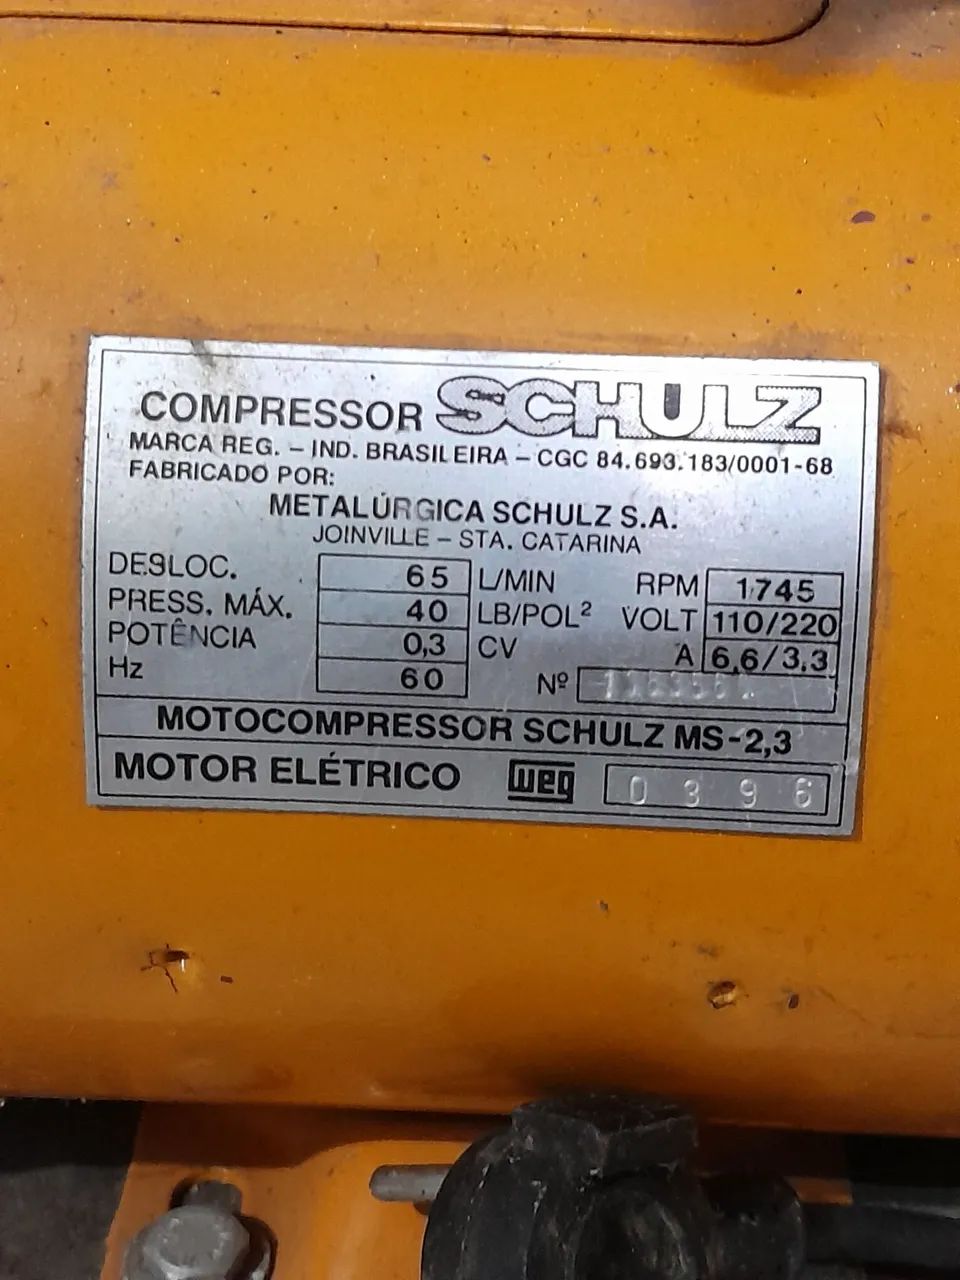 COMPRESSOR SCHULZ
MARCA REG. – IND. BRASILEIRA – CGC 84.693.183/0001-68
FABRICADO POR:
METALÚRGICA SCHULZ S.A.
JOINVILLE – STA. CATARINA
DESLOC. 65 L/MIN RPM 1745
PRESS. MÁX. 40 LB/POL² VOLT 110/220
POTÊNCIA 0,3 CV A 6,6/3,3
Hz 60 Nº
MOTOCOMPRESSOR SCHULZ MS-2,3
MOTOR ELÉTRICO WEG 0396